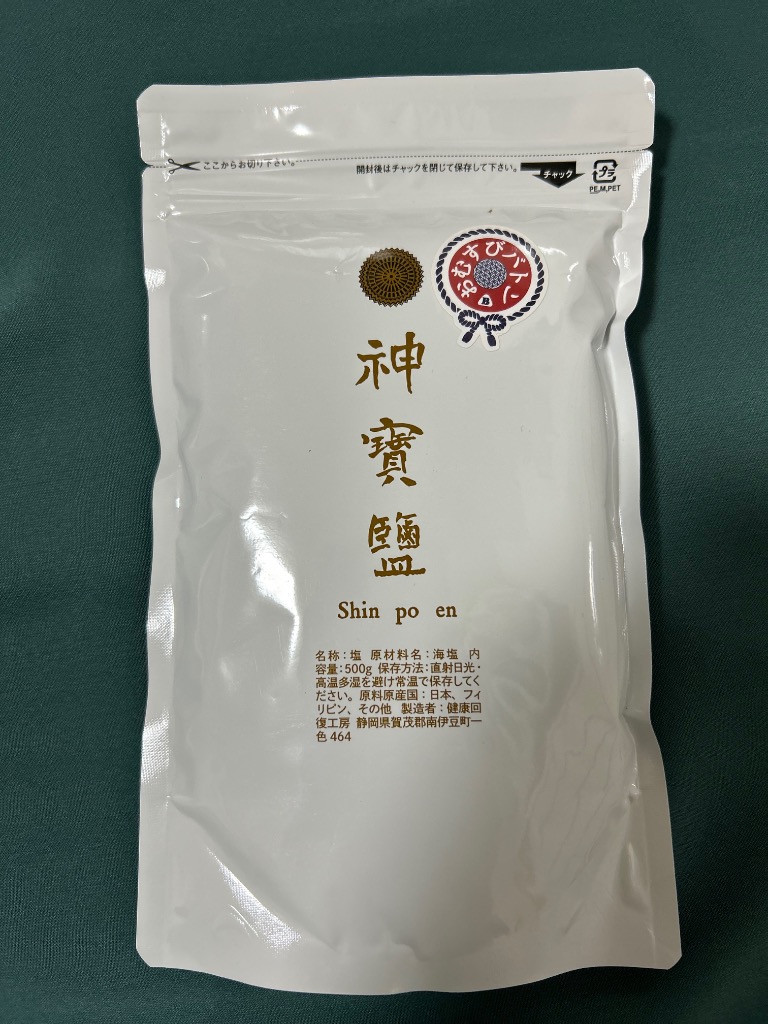 ここからお切り下さい。
開封後はチャックを閉じて保存して下さい。
チャック
プラ
PE,M,PET
おむすびバトン
神寶鹽
Shin po en
名称：塩 原材料名：海塩 内
容量：500g 保存方法：直射日光・
高温多湿を避け常温で保存してく
ださい。原料原産国：日本、フィ
リピン、その他 製造者：健康回
復工房 静岡県賀茂郡南伊豆町一
色 464